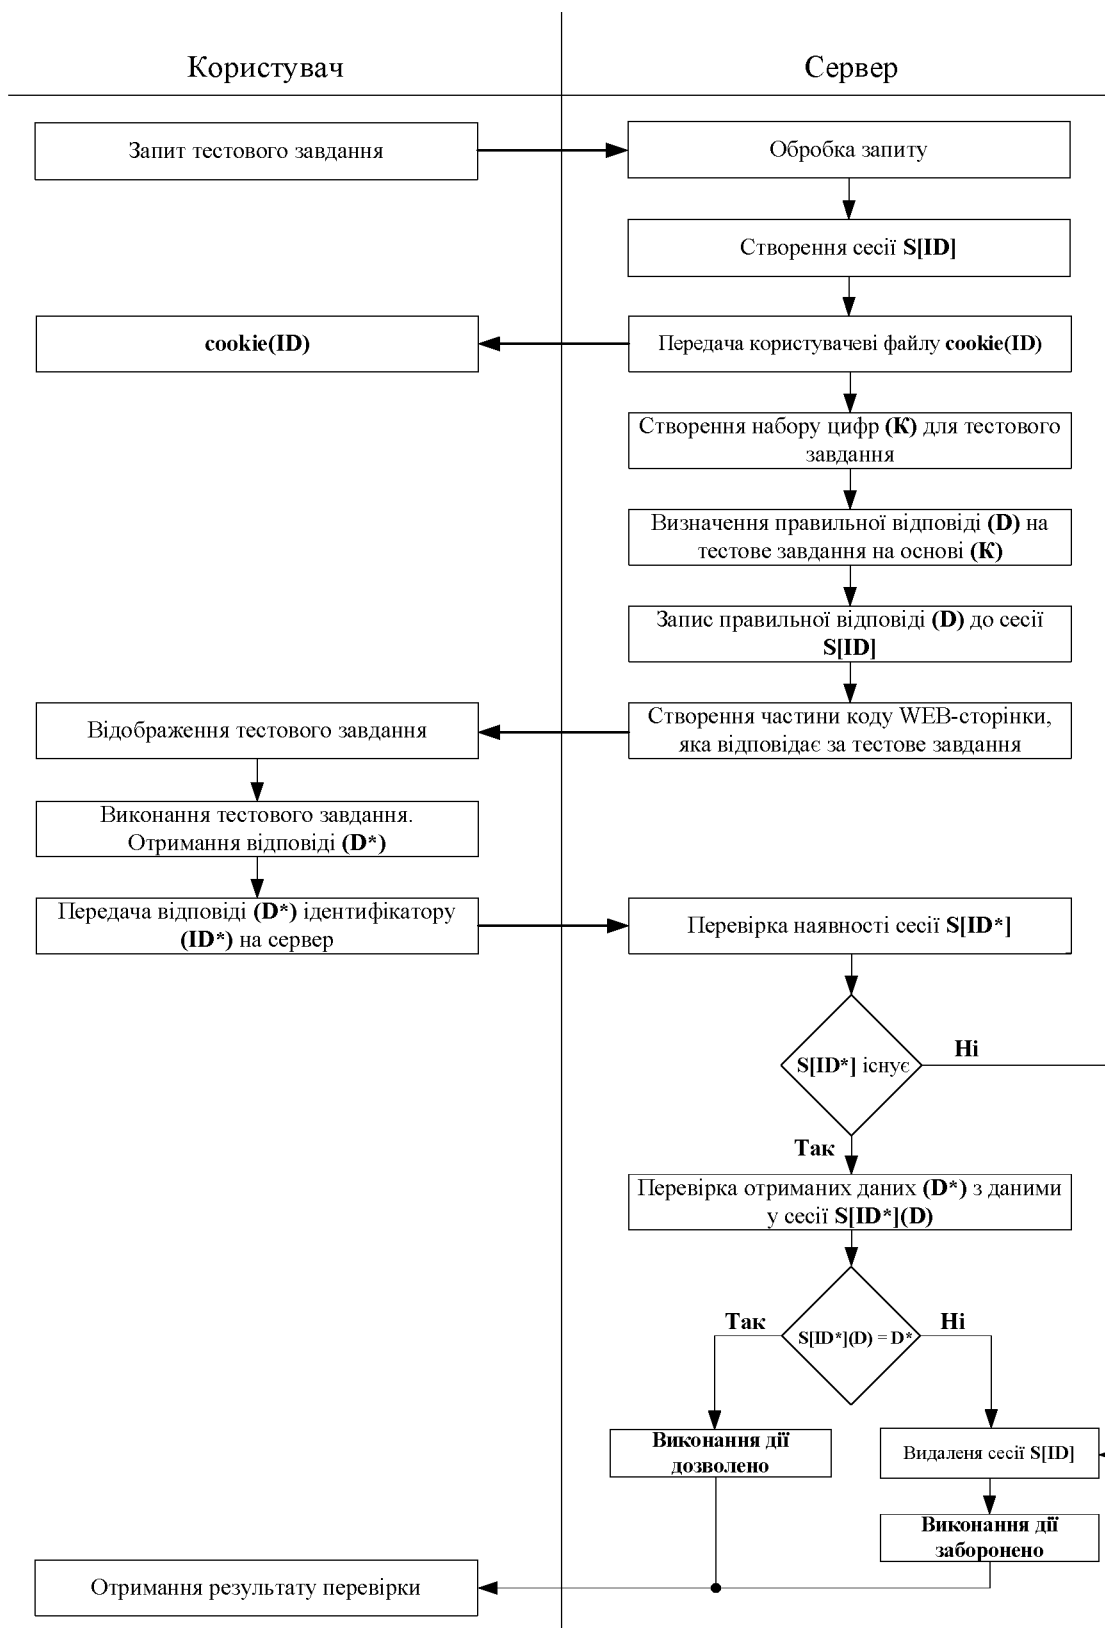 Користувач
Сервер
Запит тестового завдання
Обробка запиту
Створення сесії S[ID]
cookie(ID)
Передача користувачеві файлу cookie(ID)
Створення набору цифр (К) для тестового
завдання
Визначення правильної відповіді (D) на
тестове завдання на основі (К)
Запис правильної відповіді (D) до сесії
S[ID]
Відображення тестового завдання
Створення частини коду WEB-сторінки,
яка відповідає за тестове завдання
Виконання тестового завдання.
Отримання відповіді (D*)
Передача відповіді (D*) ідентифікатору
(ID*) на сервер
Перевірка наявності сесії S[ID*]
S[ID*] існує
Ні
Так
Перевірка отриманих даних (D*) з даними
у сесії S[ID*](D)
Так
S[ID*](D) = D*
Ні
Виконання дії
дозволено
Видаленя сесії S[ID]
Виконання дії
заборонено
Отримання результату перевірки